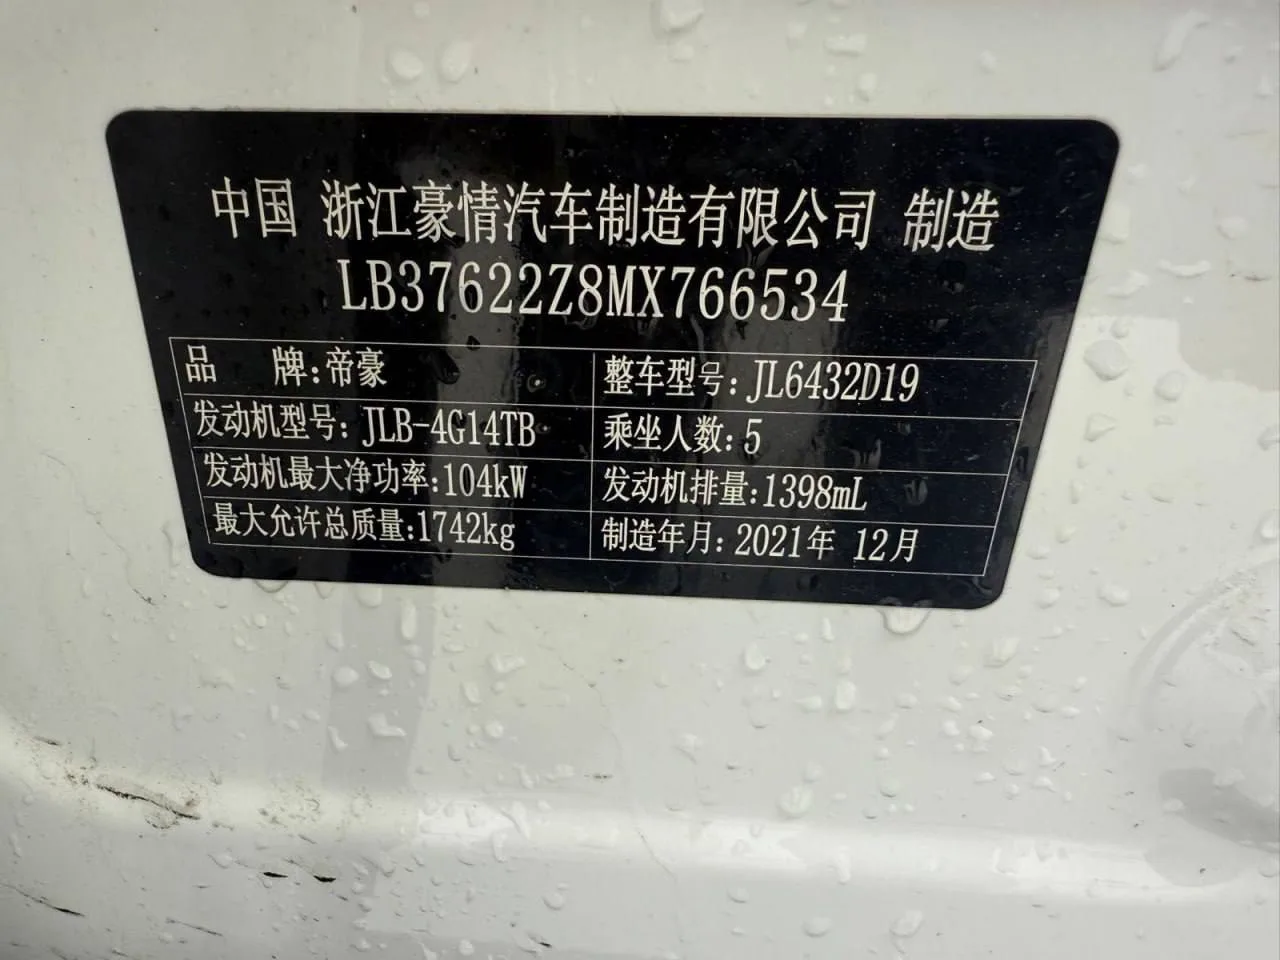 中国 浙江豪情汽车制造有限公司 制造
LB37622Z8MX766534
品 牌:帝豪 整车型号:JL6432D19
发动机型号:JLB-4G14TB 乘坐人数:5
发动机最大净功率:104kW 发动机排量:1398mL
最大允许总质量:1742kg 制造年月:2021年 12月